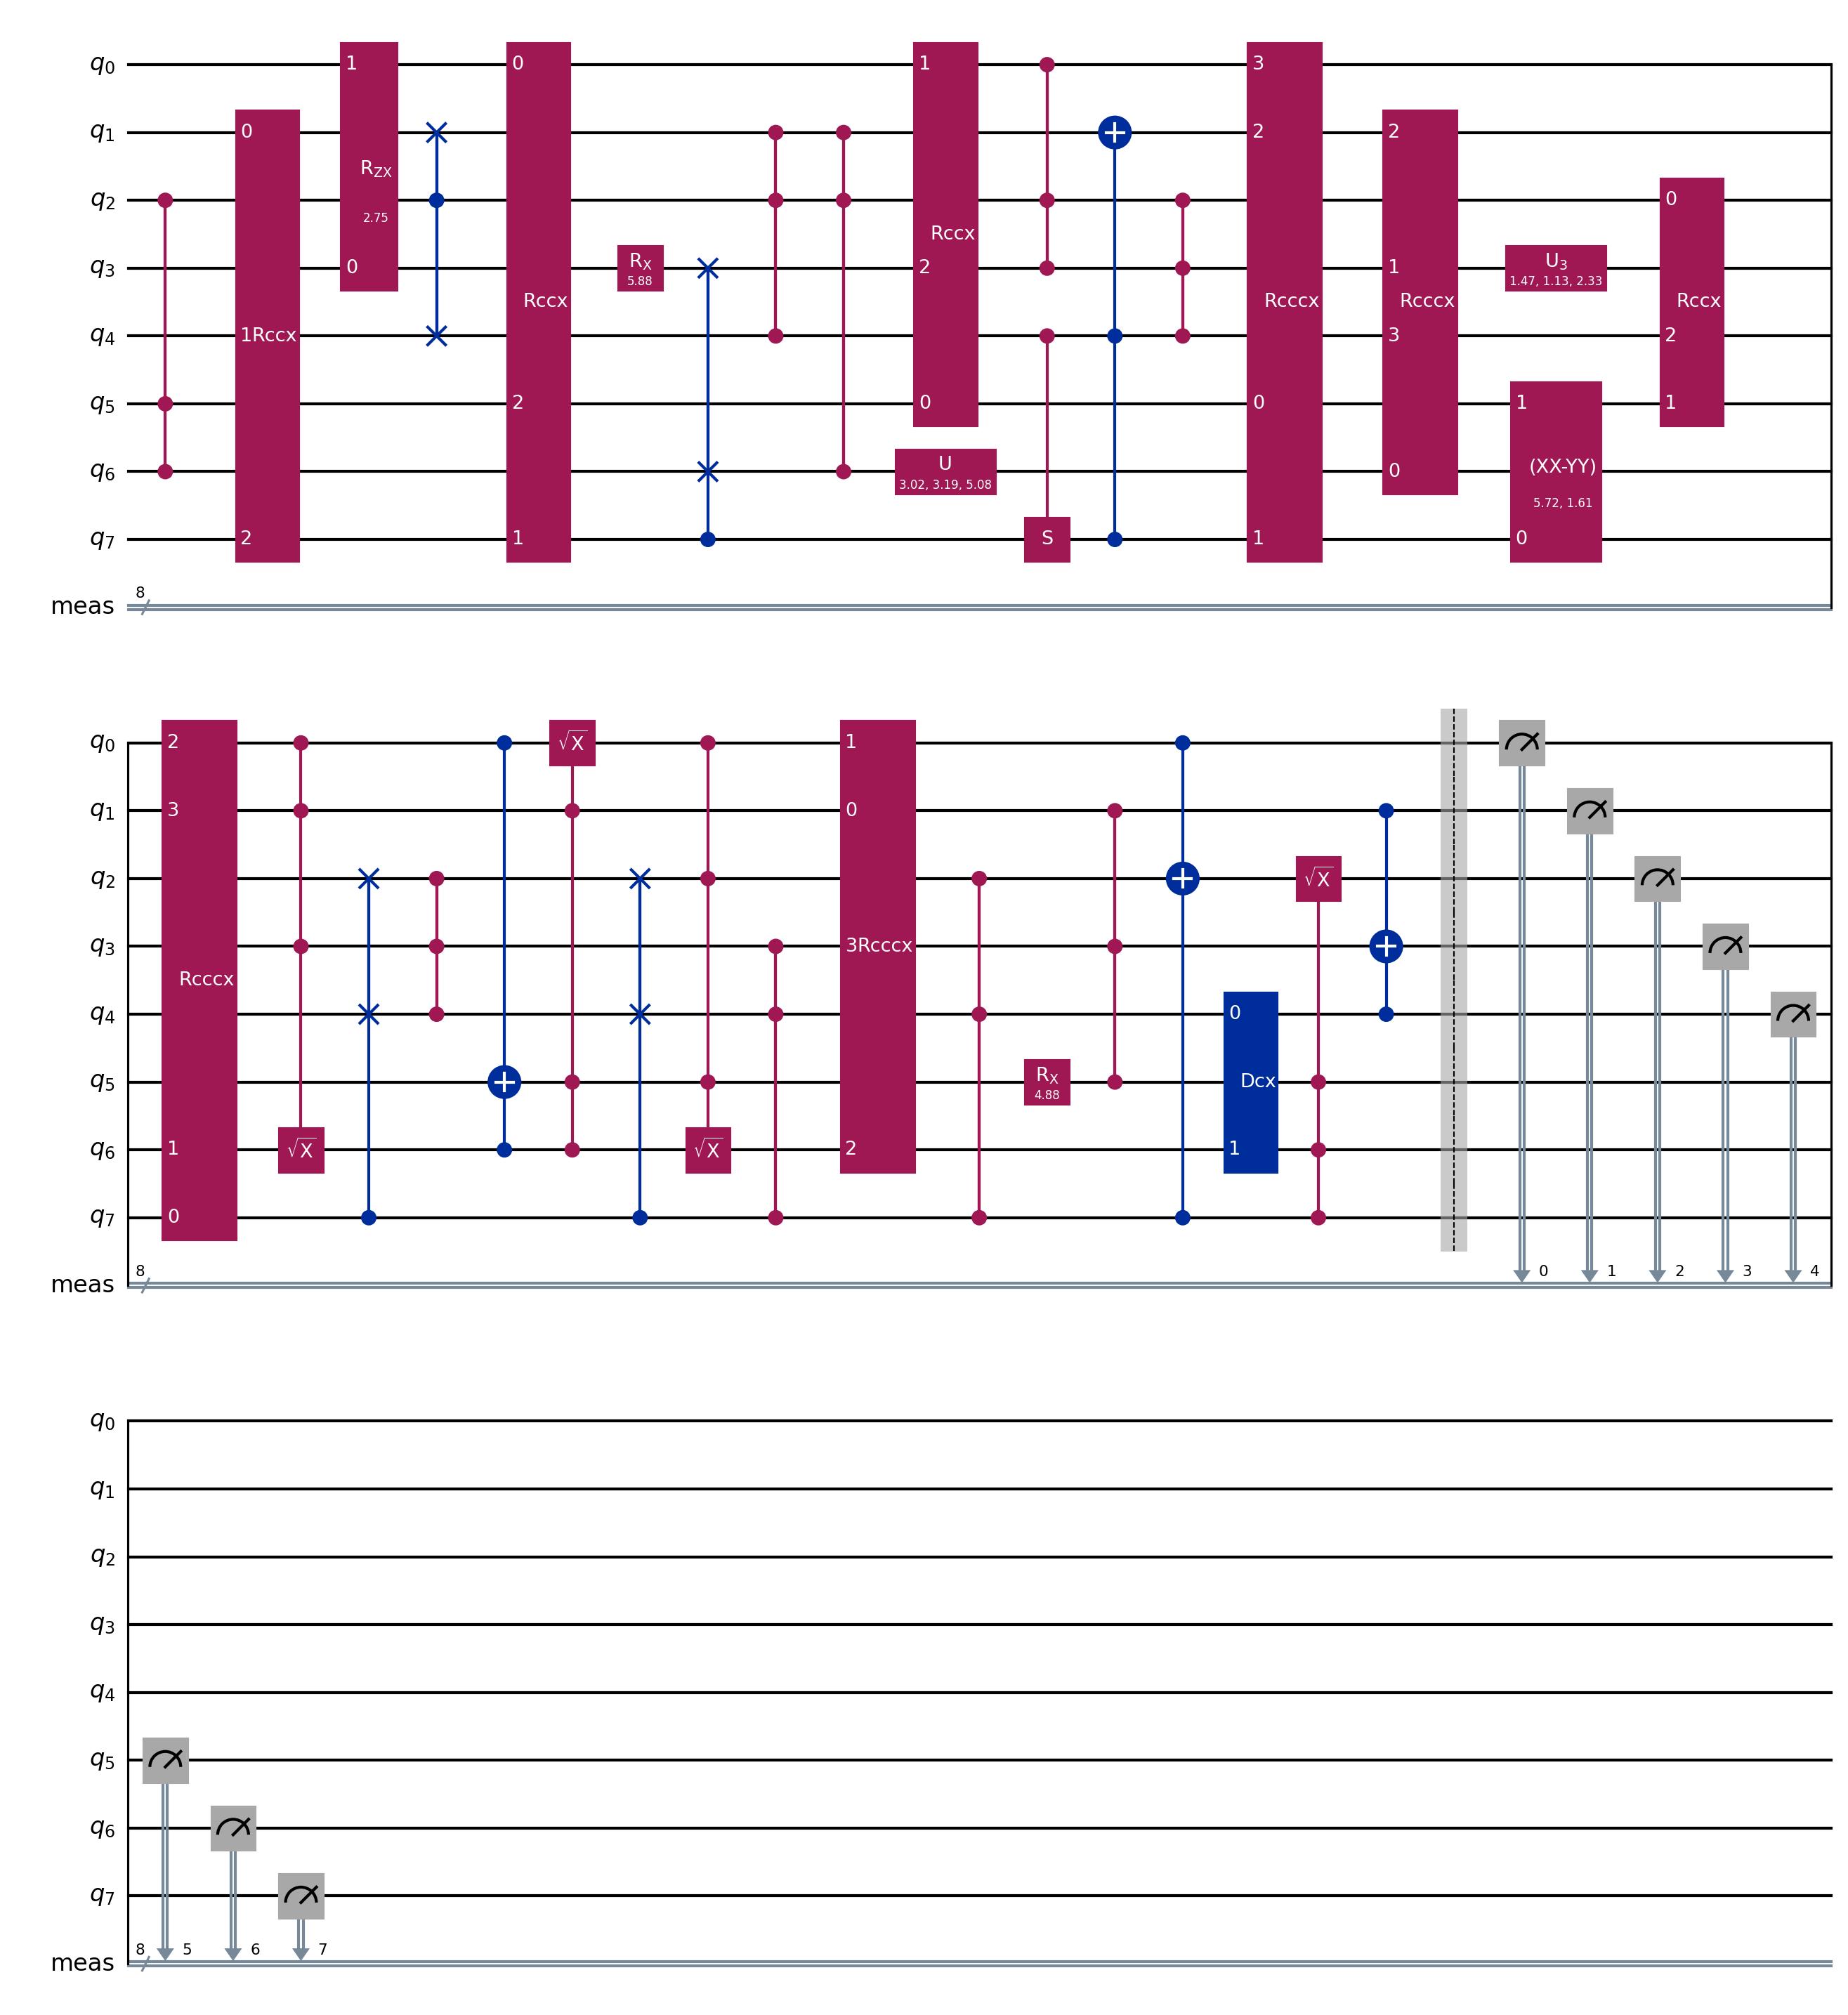 q0 1 0 1 3
q1 0 2 2
q2 RZX 2.75 0
q3 0 RX 5.88 Rccx 2 1 U3 1.47, 1.13, 2.33
Rccx Rcccx Rcccx Rccx
q4 1Rccx 3 2
q5 2 0 0 1 1
q6 U 3.02, 3.19, 5.08 0 (XX-YY) 5.72, 1.61
q7 2 1 S 1 0
meas 8
q0 2 √X 1
q1 3 0
q2 √X
q3 3Rcccx
Rcccx
q4 0
q5 RX 4.88 Dcx
q6 1 √X √X 2 1
q7 0
meas 8 0 1 2 3 4
q0
q1
q2
q3
q4
q5
q6
q7
meas 8 5 6 7